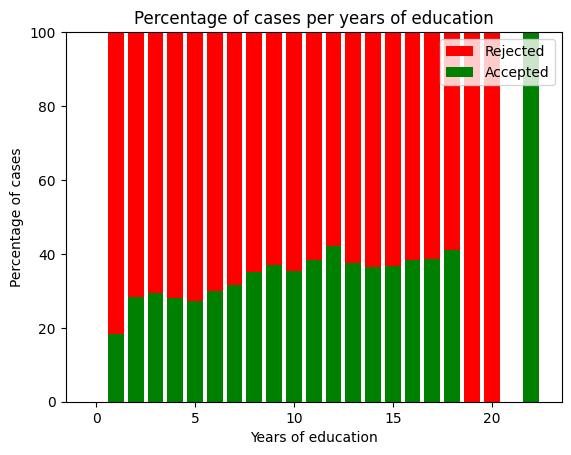 Percentage of cases per years of education
Rejected
Accepted
100
80
60
40
20
0
Percentage of cases
0 5 10 15 20
Years of education